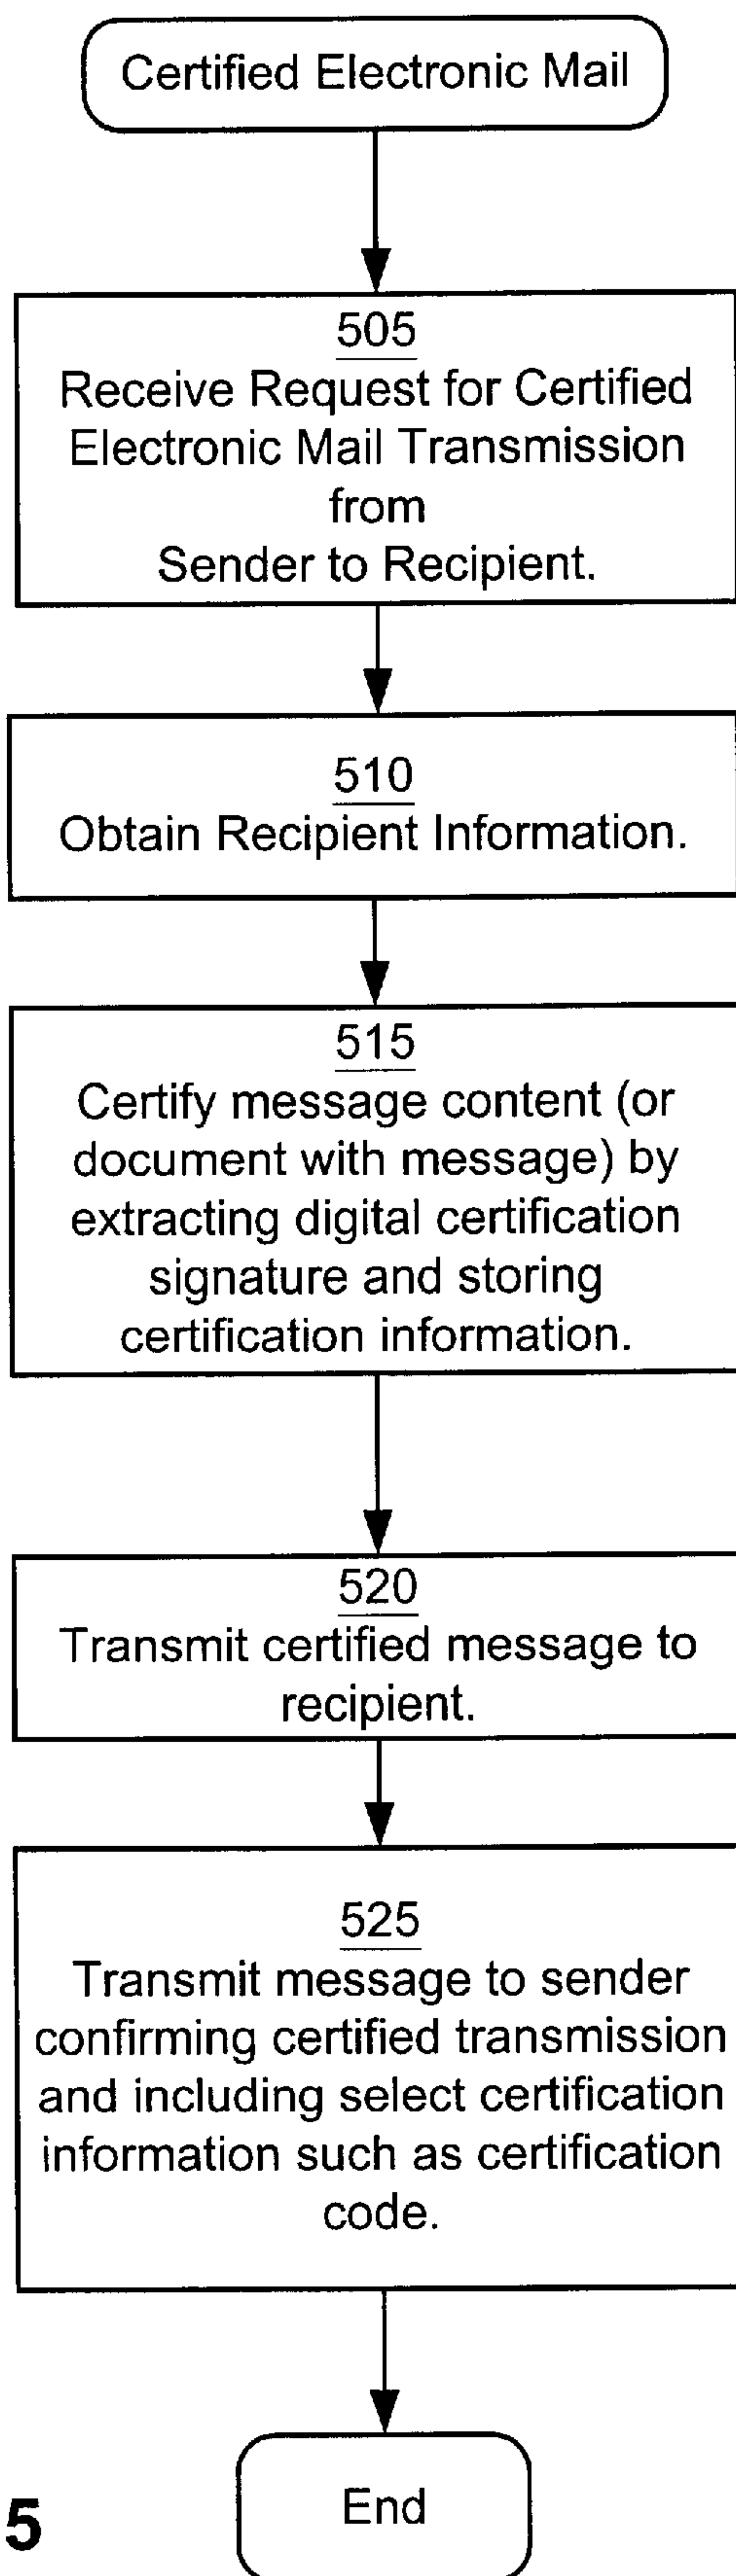 Certified Electronic Mail
505
Receive Request for Certified
Electronic Mail Transmission
from
Sender to Recipient.
510
Obtain Recipient Information.
515
Certify message content (or
document with message) by
extracting digital certification
signature and storing
certification information.
520
Transmit certified message to
recipient.
525
Transmit message to sender
confirming certified transmission
and including select certification
information such as certification
code.
End
5